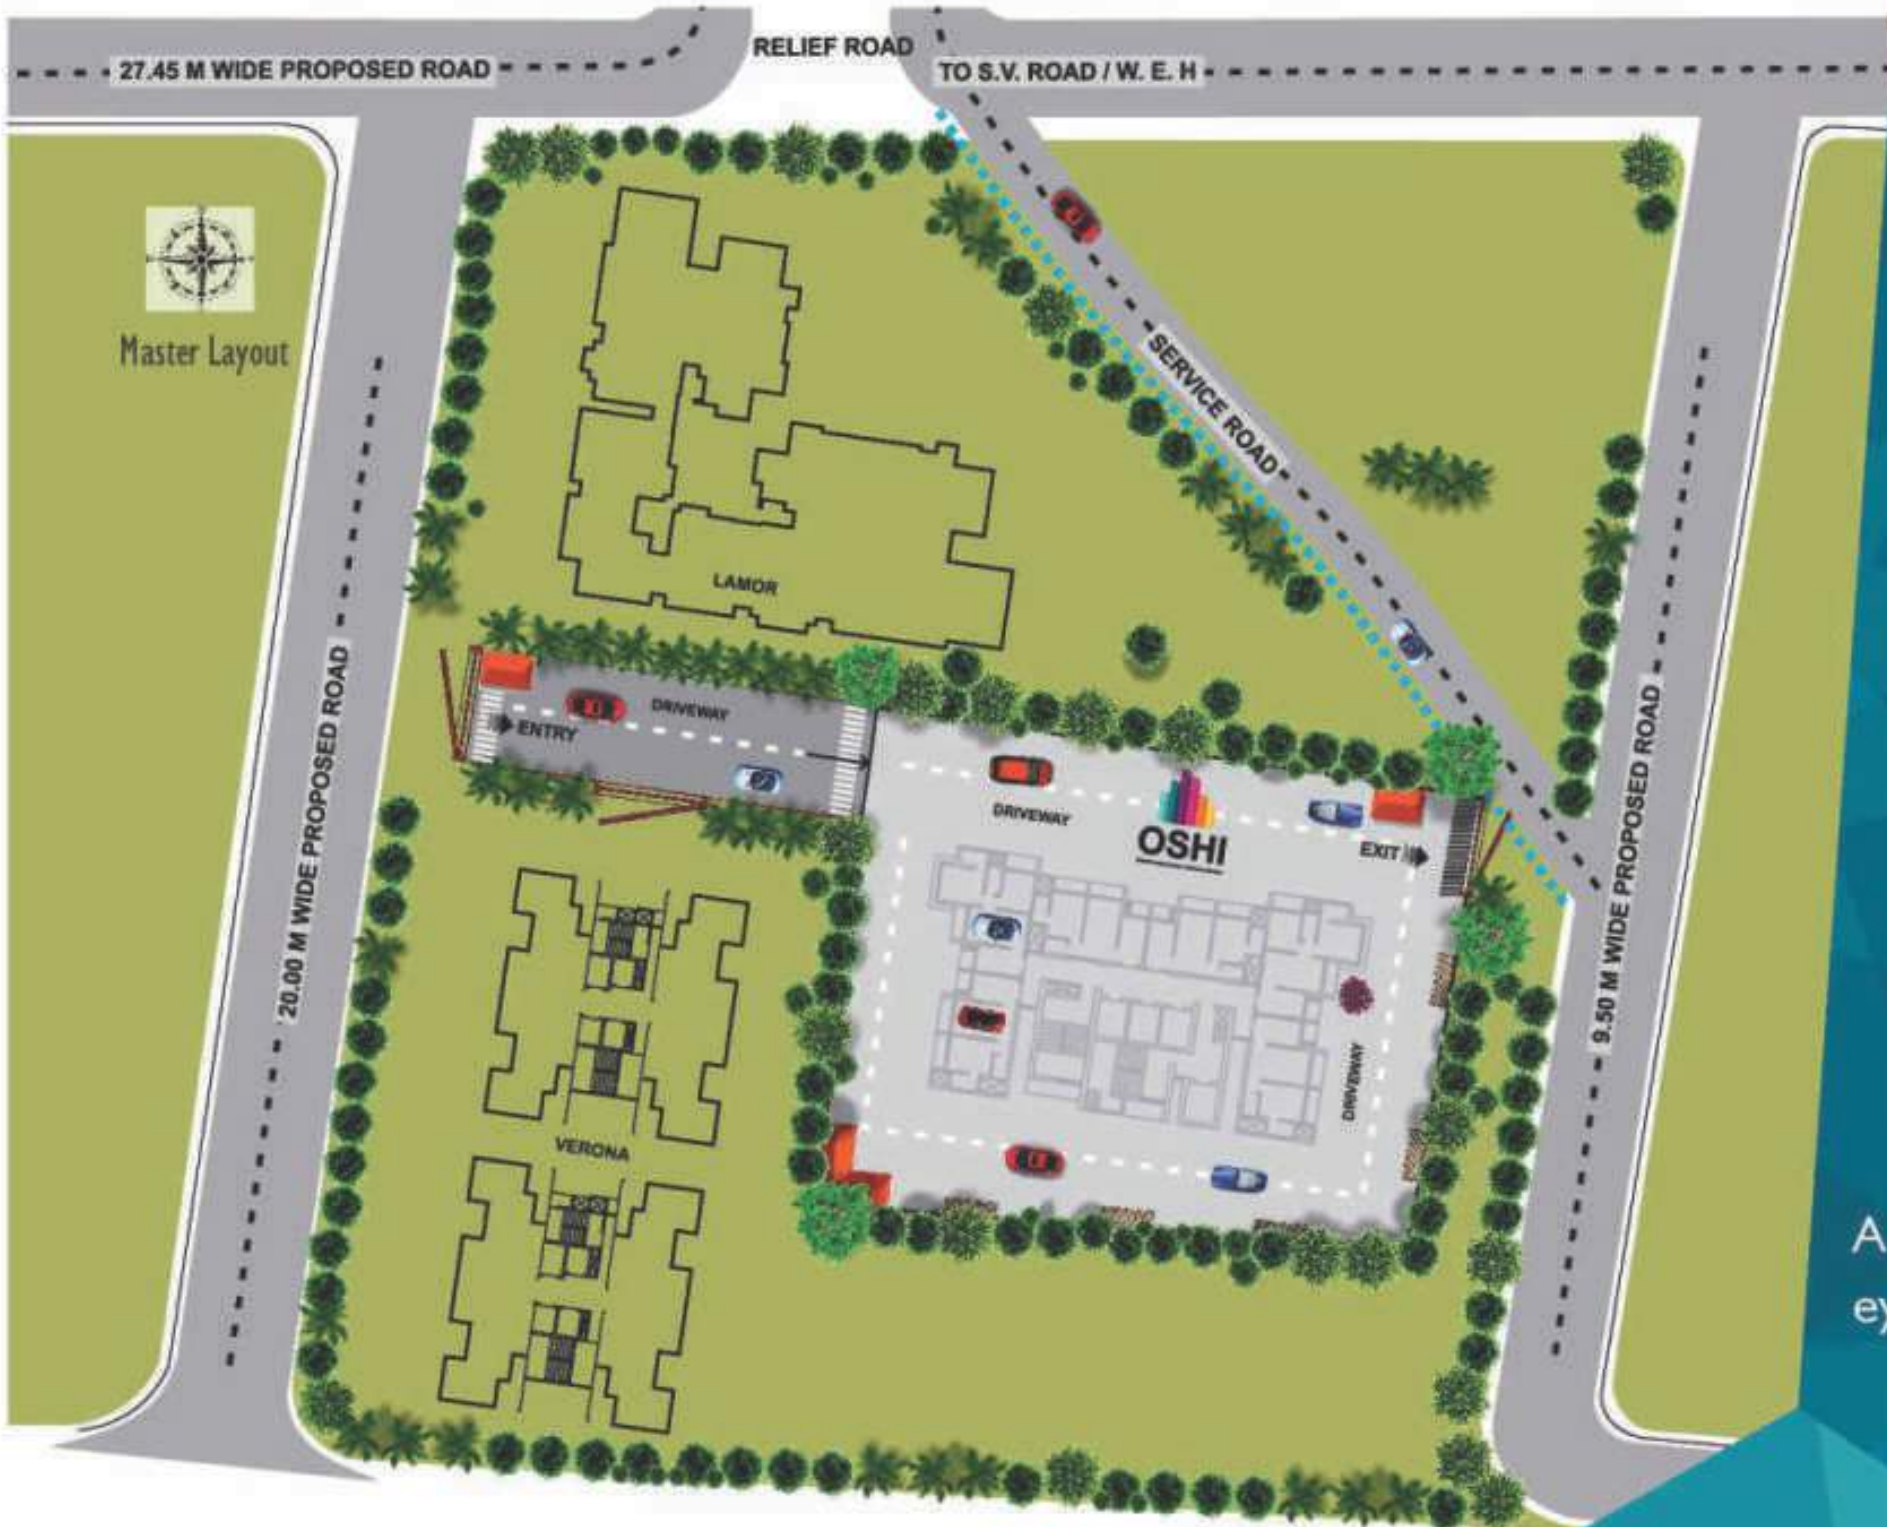 RELIEF ROAD
27.45 M WIDE PROPOSED ROAD
TO S.V. ROAD / W. E. H
Master Layout
SERVICE ROAD
LAMOR
20.00 M WIDE PROPOSED ROAD
DRIVEWAY
ENTRY
DRIVEWAY
OSHI
EXIT
9.50 M WIDE PROPOSED ROAD
DRIVEWAY
VERONA
A
ey